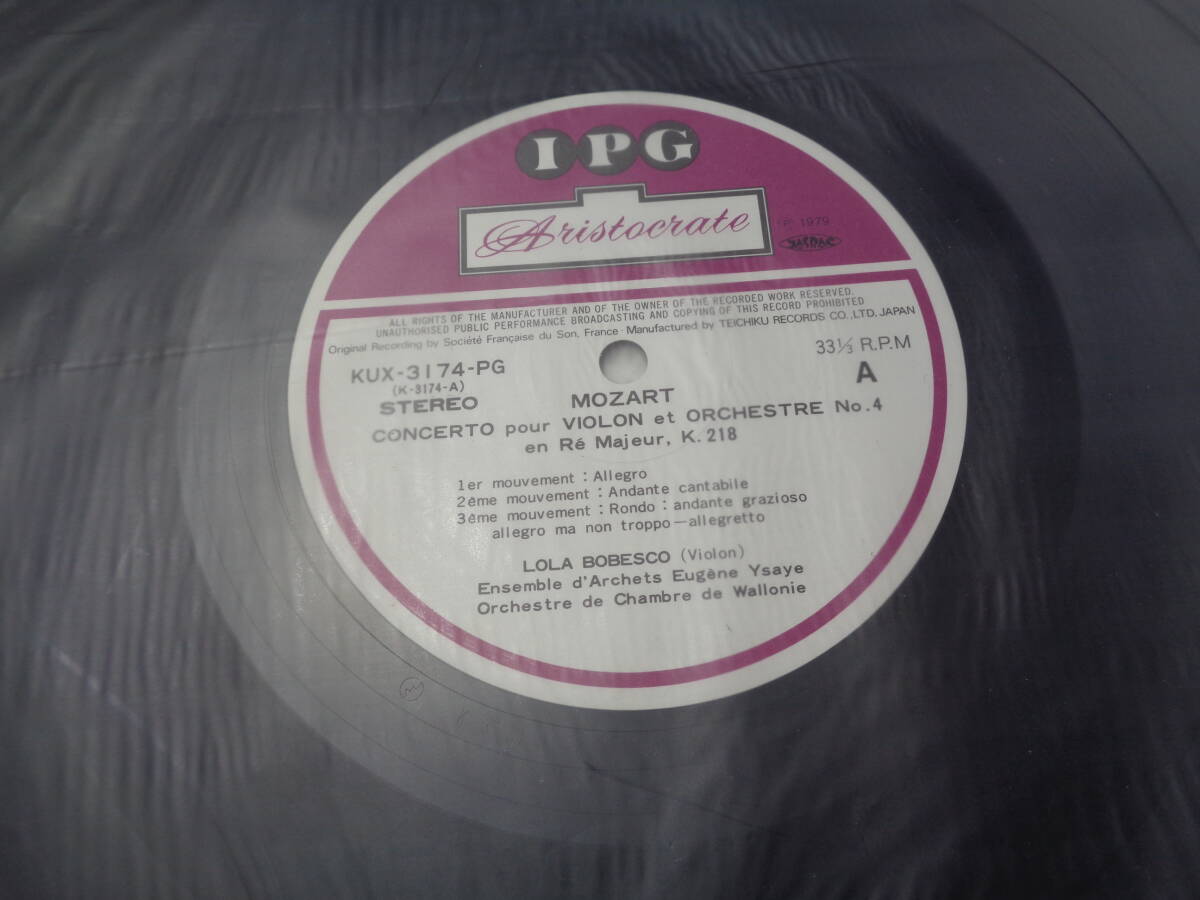 IPG
Aristocrate
℗ 1979
JASRAC
ALL RIGHTS OF THE MANUFACTURER AND OF THE OWNER OF THE RECORDED WORK RESERVED.
UNAUTHORISED PUBLIC PERFORMANCE BROADCASTING AND COPYING OF THIS RECORD PROHIBITED
Original Recording by Société Française du Son, France · Manufactured by TEICHIKU RECORDS CO., LTD. JAPAN
KUX-3174-PG
(K-3174-A)
STEREO
33⅓ R.P.M
A
MOZART
CONCERTO pour VIOLON et ORCHESTRE No.4
en Ré Majeur, K.218
1er mouvement : Allegro
2ême mouvement : Andante cantabile
3ême mouvement : Rondo : andante grazioso
allegro ma non troppo—allegretto
LOLA BOBESCO (Violon)
Ensemble d'Archets Eugène Ysaye
Orchestre de Chambre de Wallonie